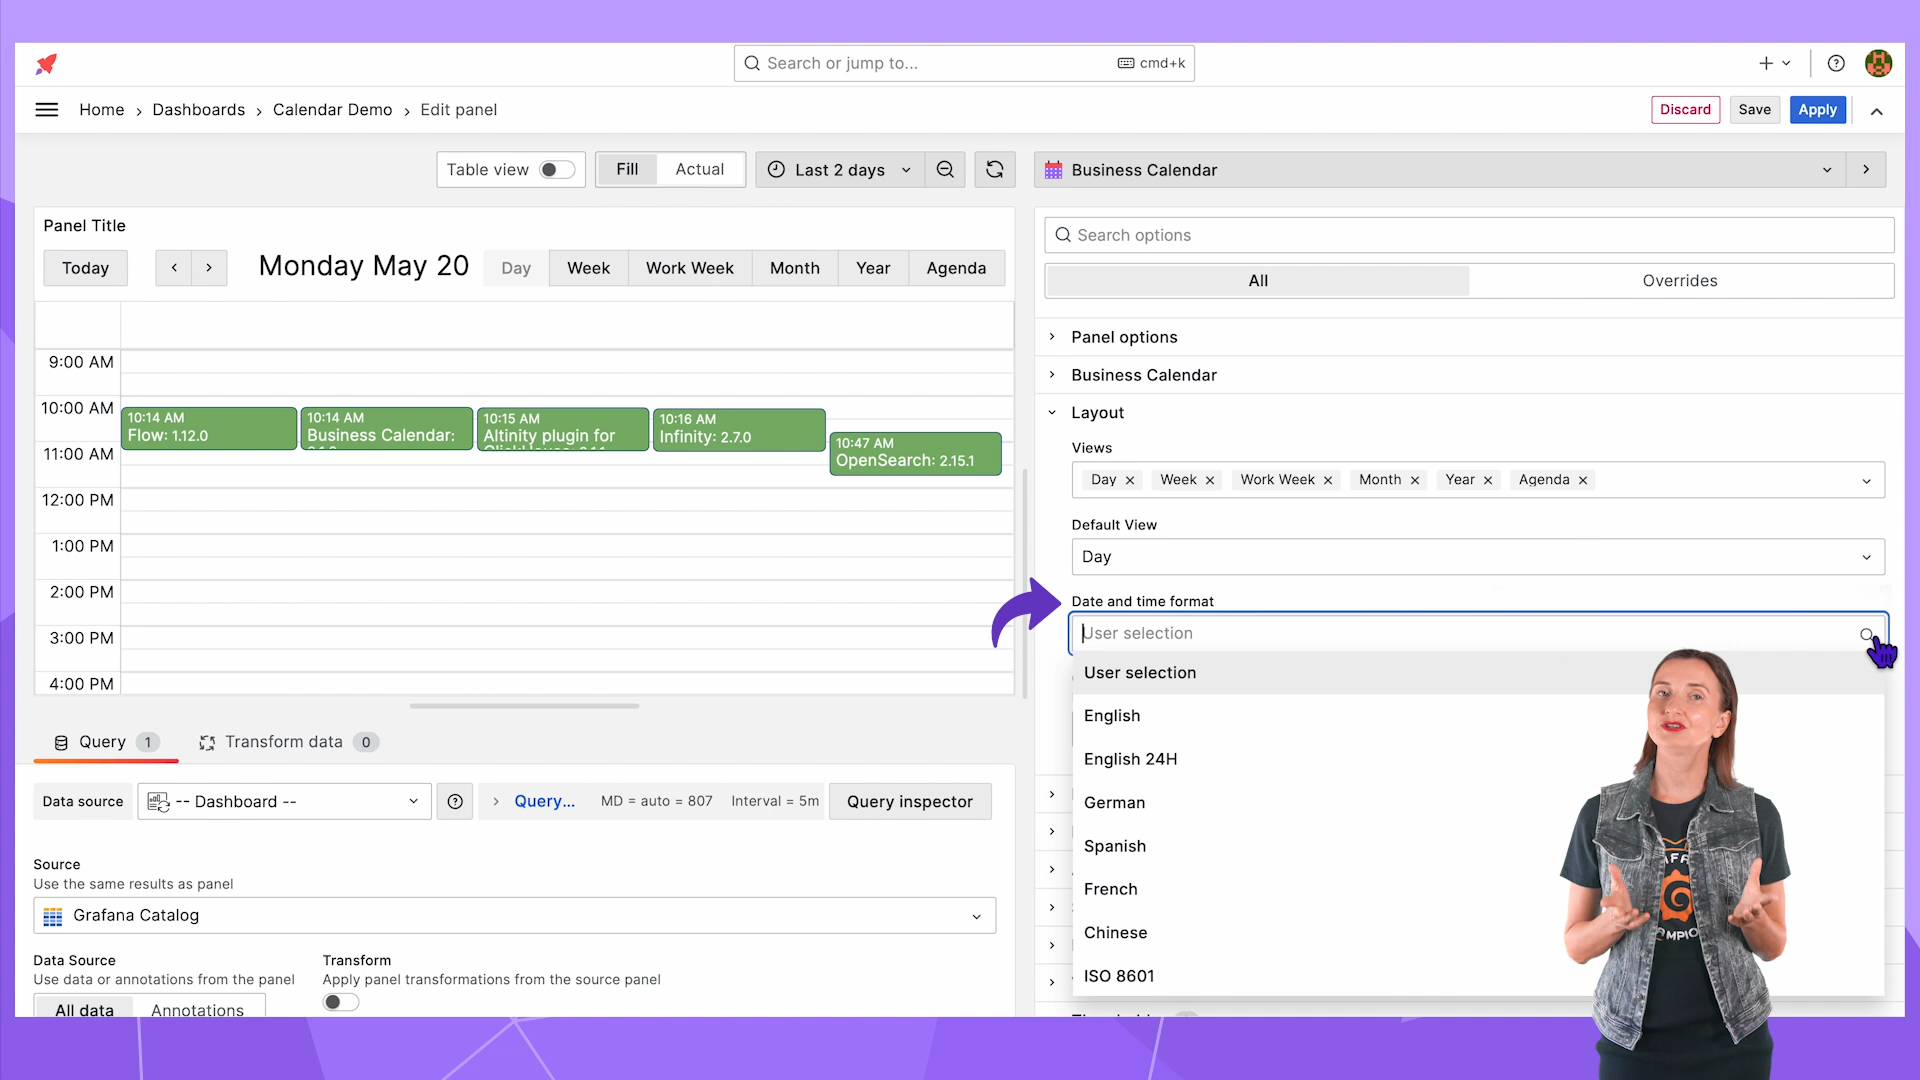 Search or jump to...
cmd+k
Home
Dashboards
Calendar Demo
Edit panel
Discard
Save
Apply
Table view
Fill
Actual
Last 2 days
Business Calendar
Panel Title
Today
Monday May 20
Day
Week
Work Week
Month
Year
Agenda
9:00 AM
10:00 AM
11:00 AM
12:00 PM
1:00 PM
2:00 PM
3:00 PM
4:00 PM
10:14 AM
Flow: 1.12.0
10:14 AM
Business Calendar:
10:15 AM
Altinity plugin for
10:16 AM
Infinity: 2.7.0
10:47 AM
OpenSearch: 2.15.1
Query 1
Transform data 0
Data source
-- Dashboard --
Query...
MD = auto = 807
Interval = 5m
Query inspector
Source
Use the same results as panel
Grafana Catalog
Data Source
Use data or annotations from the panel
All data
Annotations
Transform
Apply panel transformations from the source panel
Search options
All
Overrides
Panel options
Business Calendar
Layout
Views
Day
Week
Work Week
Month
Year
Agenda
Default View
Day
Date and time format
User selection
User selection
English
English 24H
German
Spanish
French
Chinese
ISO 8601